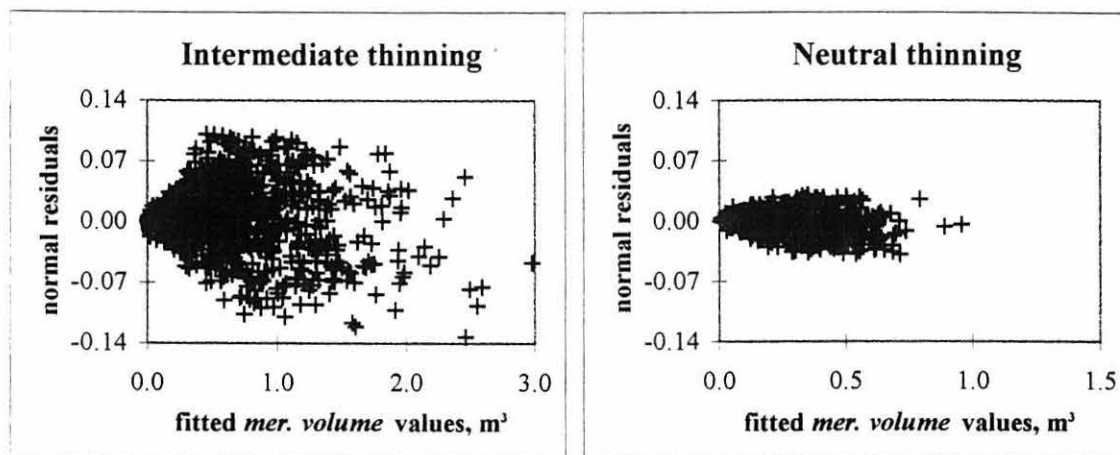 Intermediate thinning
normal residuals
0.14
0.07
0.00
-0.07
-0.14
0.0 1.0 2.0 3.0
fitted mer. volume values, m³
Neutral thinning
normal residuals
0.14
0.07
0.00
-0.07
-0.14
0.0 0.5 1.0 1.5
fitted mer. volume values, m³